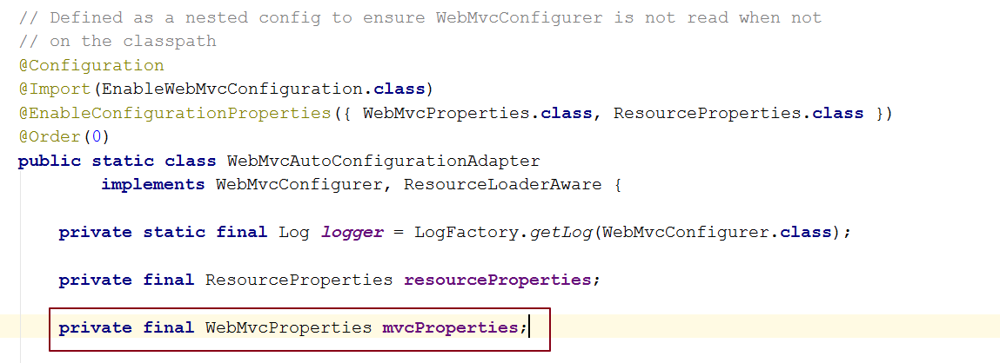 // Defined as a nested config to ensure WebMvcConfigurer is not read when not
// on the classpath
@Configuration
@Import(EnableWebMvcConfiguration.class)
@EnableConfigurationProperties({ WebMvcProperties.class, ResourceProperties.class })
@Order(0)
public static class WebMvcAutoConfigurationAdapter
        implements WebMvcConfigurer, ResourceLoaderAware {
    private static final Log logger = LogFactory.getLog(WebMvcConfigurer.class);
    private final ResourceProperties resourceProperties;
    private final WebMvcProperties mvcProperties;